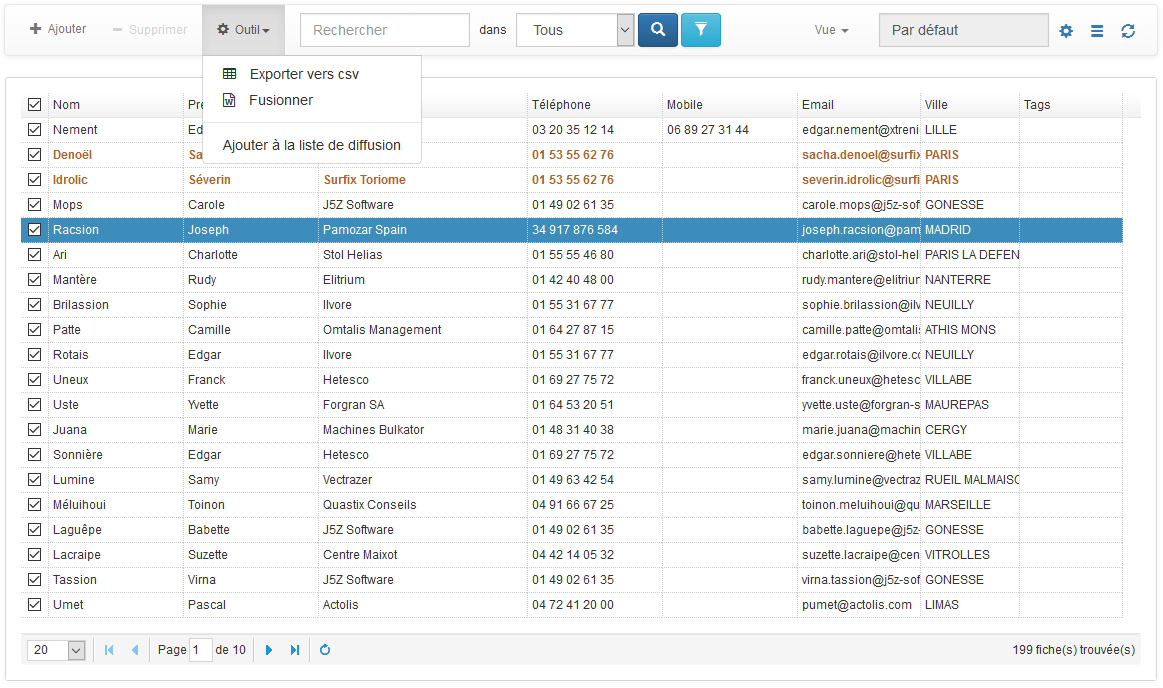 Ajouter Supprimer Outil Rechercher dans Tous Vue Par défaut
Exporter vers csv
Fusionner
Ajouter à la liste de diffusion
Nom Pré Téléphone Mobile Email Ville Tags
Nement Ed 03 20 35 12 14 06 89 27 31 44 edgar.nement@xtreni LILLE
Denoël Sa 01 53 55 62 76 sacha.denoel@surfix PARIS
Idrolic Séverin Surfix Toriome 01 53 55 62 76 severin.idrolic@surfi PARIS
Mops Carole J5Z Software 01 49 02 61 35 carole.mops@j5z-sof GONESSE
Racsion Joseph Pamozar Spain 34 917 876 584 joseph.racsion@pam MADRID
Ari Charlotte Stol Helias 01 55 55 46 80 charlotte.ari@stol-hel PARIS LA DEFEN
Mantère Rudy Elitrium 01 42 40 48 00 rudy.mantere@elitriur NANTERRE
Brilassion Sophie Ilvore 01 55 31 67 77 sophie.brilassion@ilv NEUILLY
Patte Camille Omtalis Management 01 64 27 87 15 camille.patte@omtalis ATHIS MONS
Rotais Edgar Ilvore 01 55 31 67 77 edgar.rotais@ilvore.co NEUILLY
Uneux Franck Hetesco 01 69 27 75 72 franck.uneux@hetesc VILLABE
Uste Yvette Forgran SA 01 64 53 20 51 yvette.uste@forgran-s MAUREPAS
Juana Marie Machines Bulkator 01 48 31 40 38 marie.juana@machin CERGY
Sonnière Edgar Hetesco 01 69 27 75 72 edgar.sonniere@hete VILLABE
Lumine Samy Vectrazer 01 49 63 42 54 samy.lumine@vectraz RUEIL MALMAISO
Méluihoui Toinon Quastix Conseils 04 91 66 67 25 toinon.meluihoui@qu MARSEILLE
Laguêpe Babette J5Z Software 01 49 02 61 35 babette.laguepe@j5z- GONESSE
Lacraipe Suzette Centre Maixot 04 42 14 05 32 suzette.lacraipe@cen VITROLLES
Tassion Virna J5Z Software 01 49 02 61 35 virna.tassion@j5z-sof GONESSE
Umet Pascal Actolis 04 72 41 20 00 pumet@actolis.com LIMAS
20 Page 1 de 10 199 fiche(s) trouvée(s)